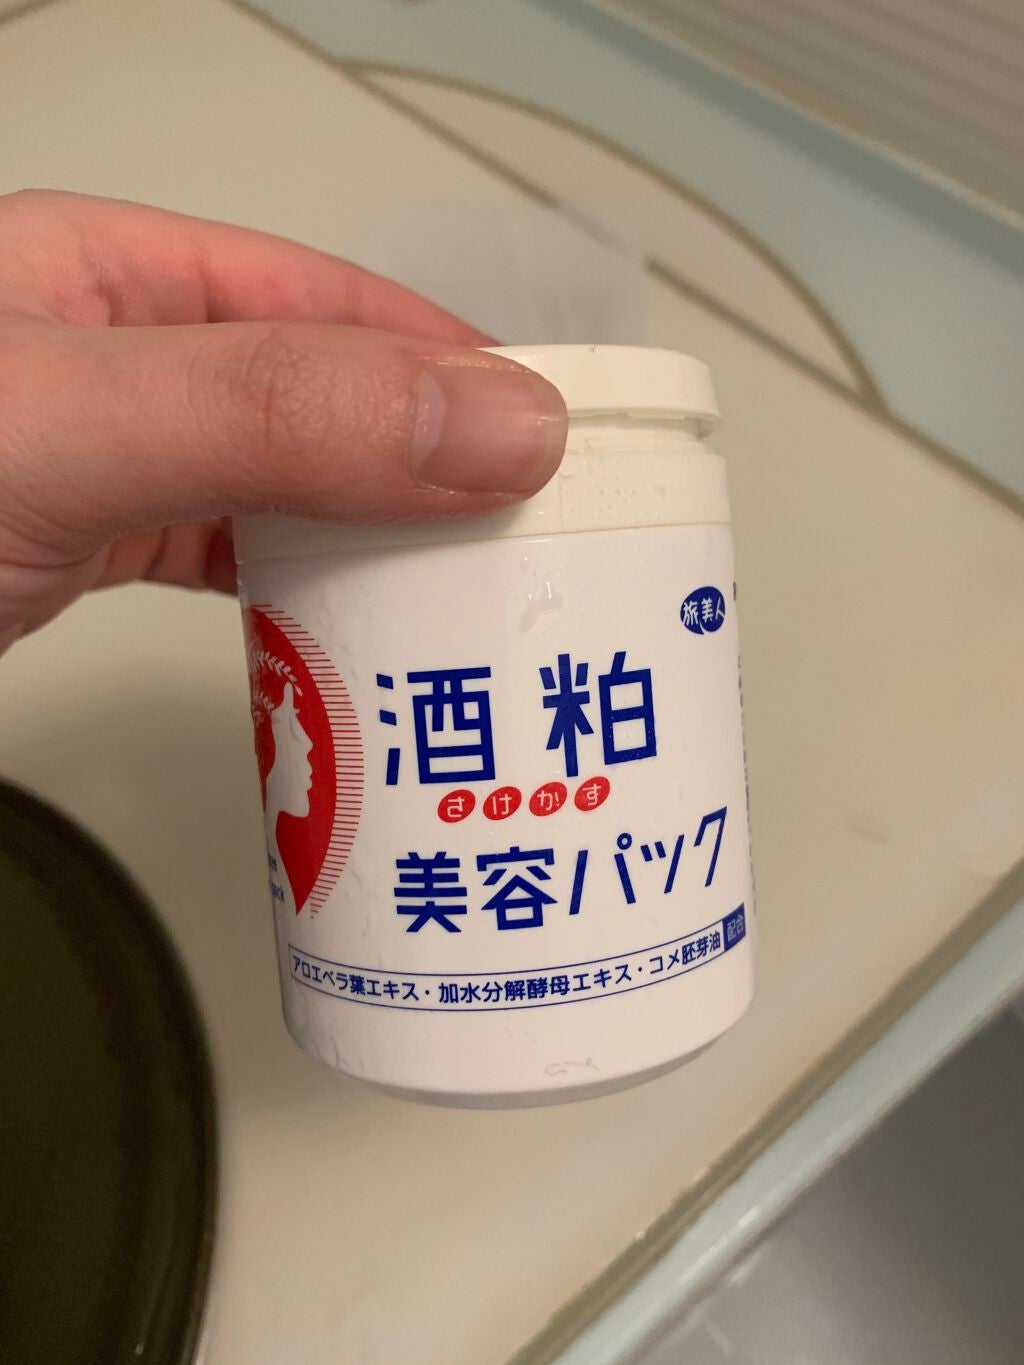 旅美人
酒粕
さけかす
美容パック
アロエベラ葉エキス・加水分解酵母エキス・コメ胚芽油 配合